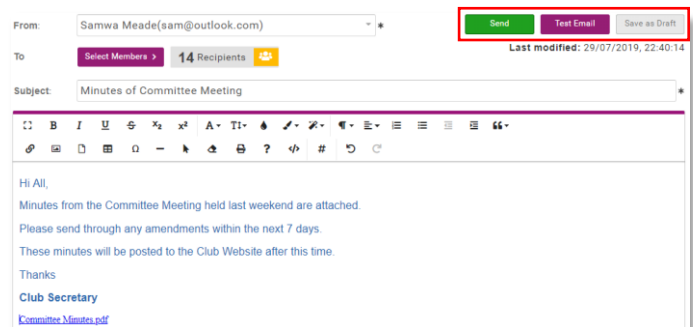 From: Samwa Meade(sam@outlook.com) * Send Test Email Save as Draft
Last modified: 29/07/2019, 22:40:14
To Select Members > 14 Recipients
Subject: Minutes of Committee Meeting *
B I U S X₂ x² A T
Ω ? </> #
Hi All,
Minutes from the Committee Meeting held last weekend are attached.
Please send through any amendments within the next 7 days.
These minutes will be posted to the Club Website after this time.
Thanks
Club Secretary
Committee Minutes.pdf